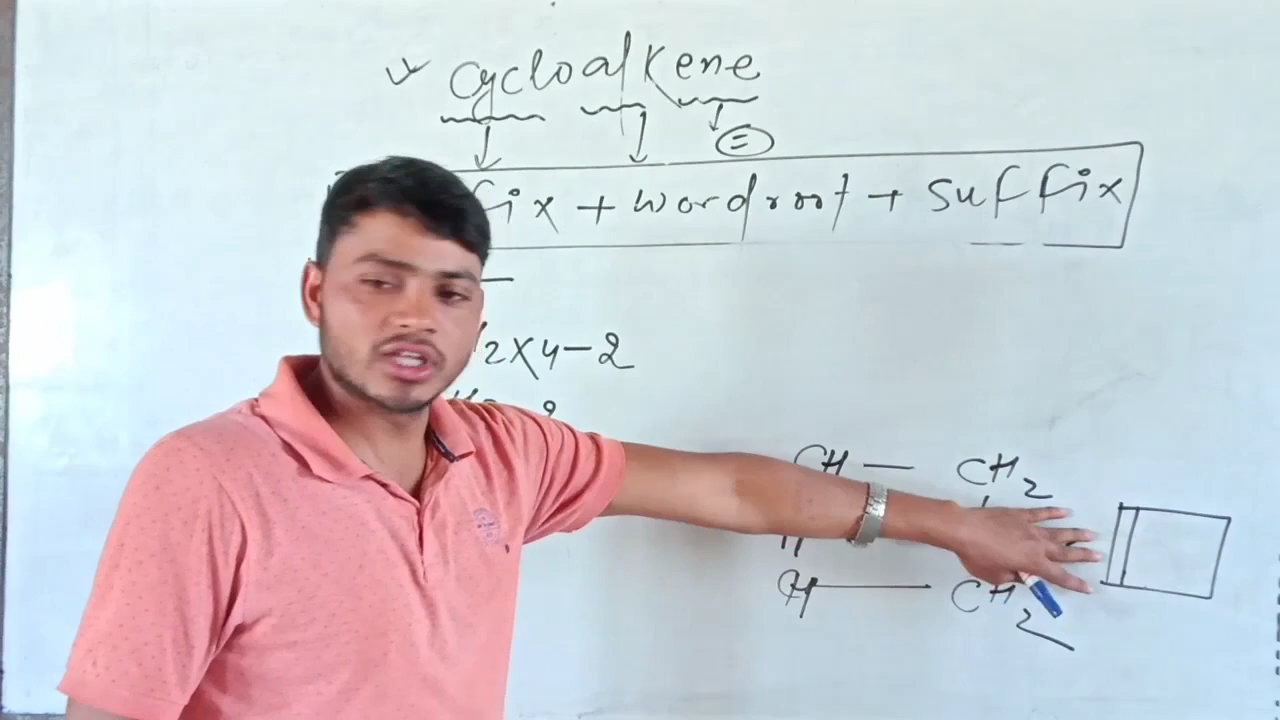 Cycloalkene
=
fix + wordroot + Suffix
2x4-2
CH — CH2
CH — CH2